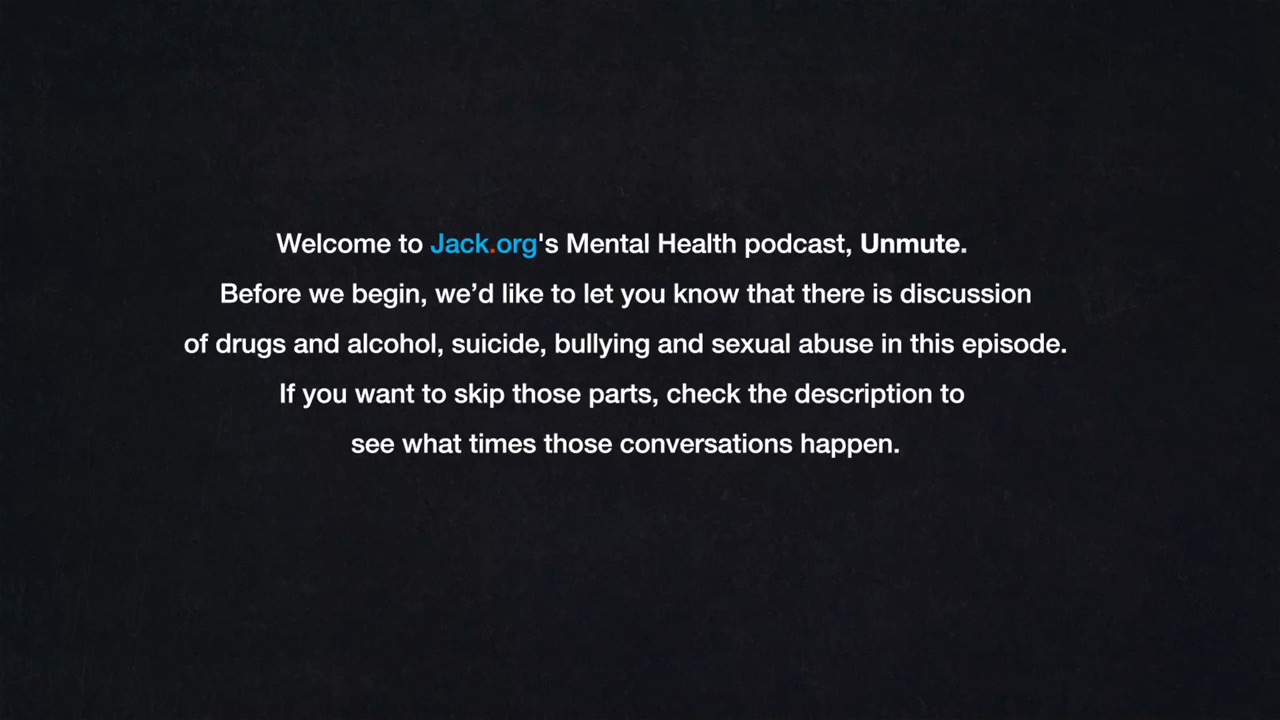 Welcome to Jack.org's Mental Health podcast, Unmute.
Before we begin, we’d like to let you know that there is discussion
of drugs and alcohol, suicide, bullying and sexual abuse in this episode.
If you want to skip those parts, check the description to
see what times those conversations happen.